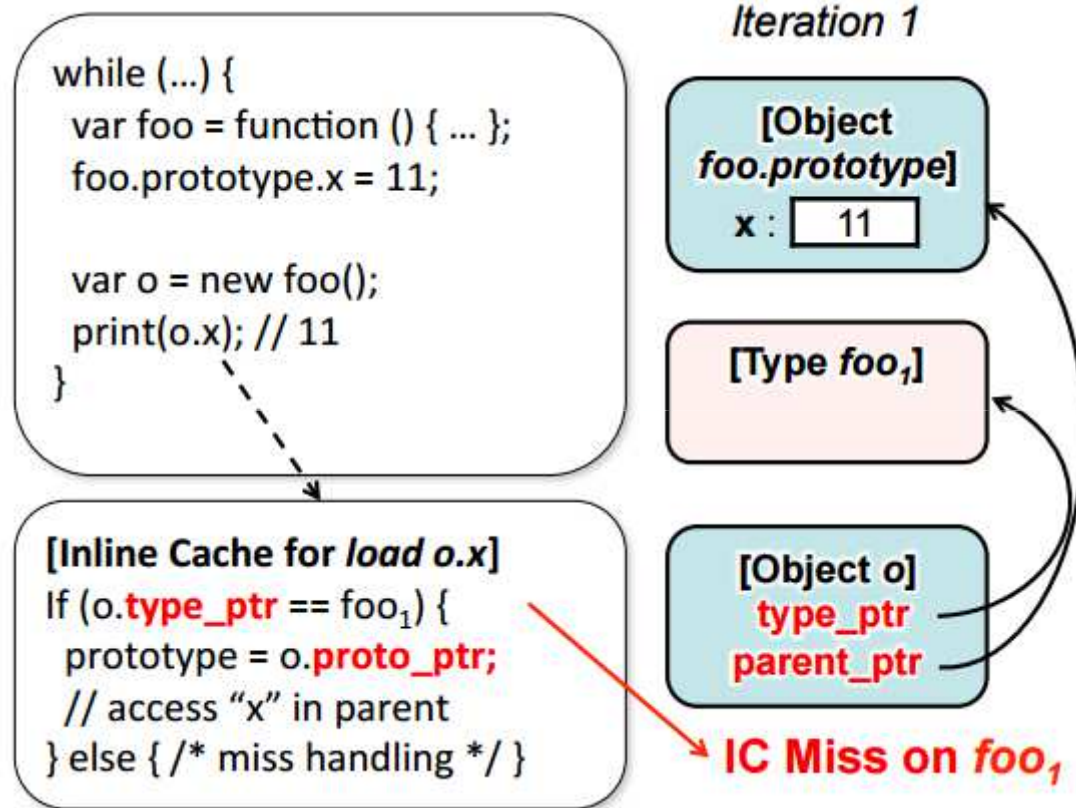 while (...) {
var foo = function () { ... };
foo.prototype.x = 11;
var o = new foo();
print(o.x); // 11
}
[Inline Cache for load o.x]
If (o.type_ptr == foo₁) {
prototype = o.proto_ptr;
// access “x” in parent
} else { /* miss handling */ }
Iteration 1
[Object
foo.prototype]
x : 11
[Type foo₁]
[Object o]
type_ptr
parent_ptr
IC Miss on foo₁